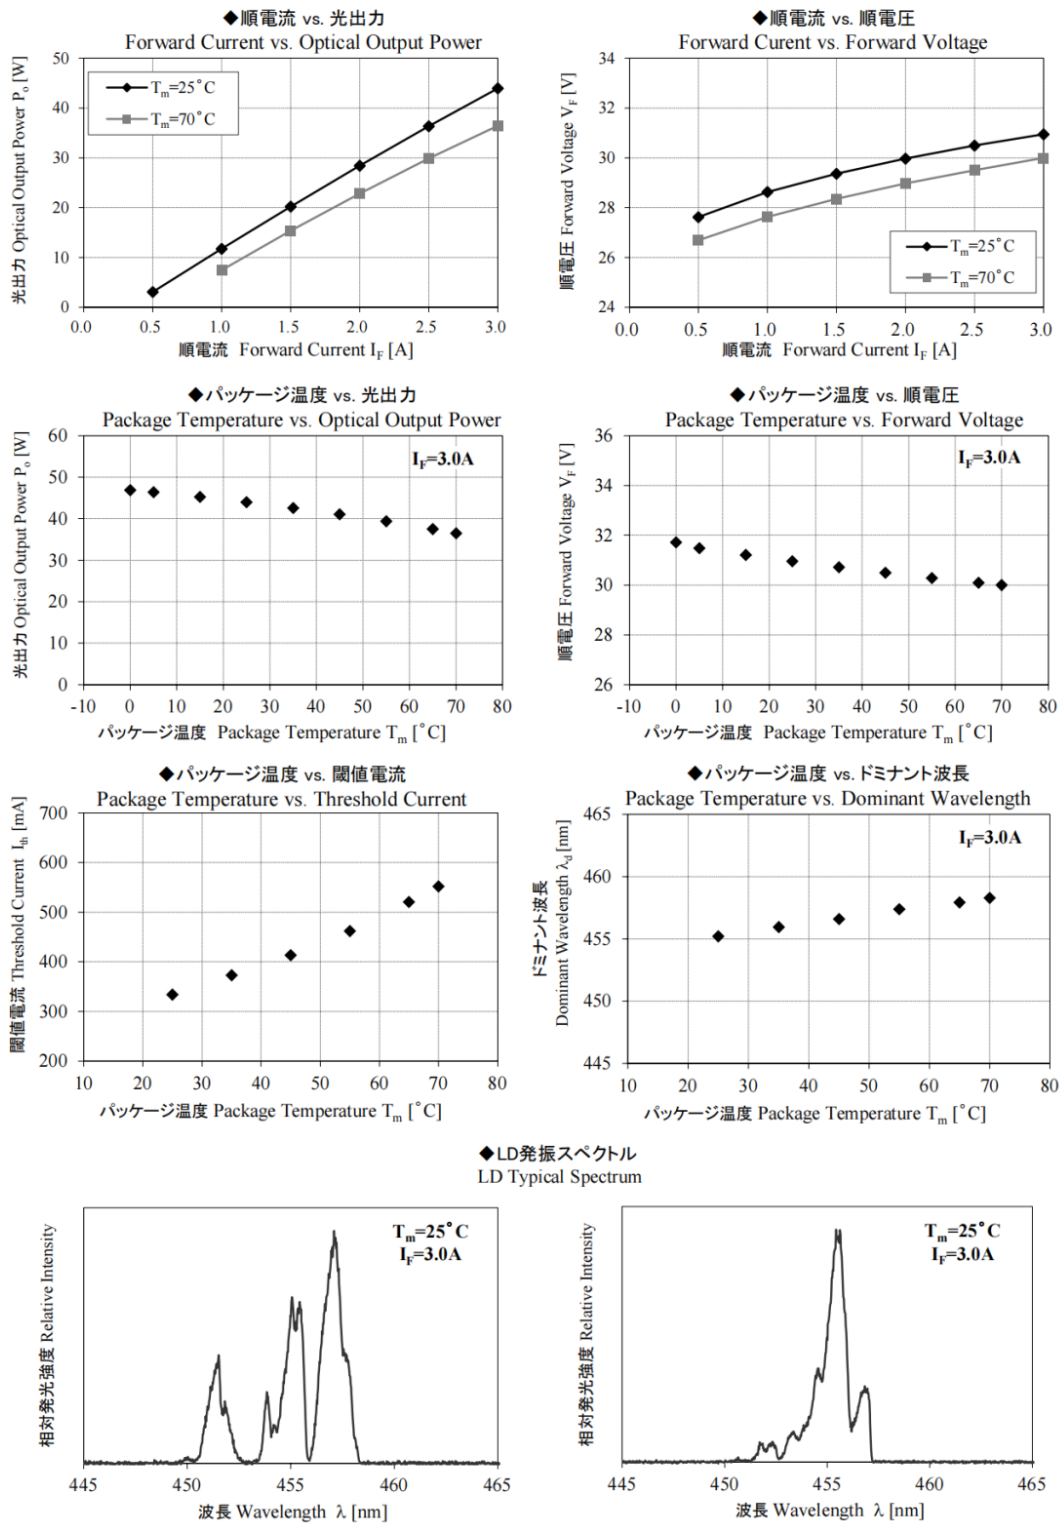 ◆順電流 vs. 光出力
Forward Current vs. Optical Output Power
光出力 Optical Output Power Po [W]
50
40
30
20
10
0
Tm=25˚C
Tm=70˚C
0.0 0.5 1.0 1.5 2.0 2.5 3.0
順電流 Forward Current IF [A]
◆順電流 vs. 順電圧
Forward Curent vs. Forward Voltage
順電圧 Forward Voltage VF [V]
34
32
30
28
26
24
Tm=25˚C
Tm=70˚C
0.0 0.5 1.0 1.5 2.0 2.5 3.0
順電流 Forward Current IF [A]
◆パッケージ温度 vs. 光出力
Package Temperature vs. Optical Output Power
光出力 Optical Output Power Po [W]
60
50
40
30
20
10
0
IF=3.0A
-10 0 10 20 30 40 50 60 70 80
パッケージ温度 Package Temperature Tm [˚C]
◆パッケージ温度 vs. 順電圧
Package Temperature vs. Forward Voltage
順電圧 Forward Voltage VF [V]
36
34
32
30
28
26
IF=3.0A
-10 0 10 20 30 40 50 60 70 80
パッケージ温度 Package Temperature Tm [˚C]
◆パッケージ温度 vs. 閾値電流
Package Temperature vs. Threshold Current
閾値電流 Threshold Current Ith [mA]
700
600
500
400
300
200
10 20 30 40 50 60 70 80
パッケージ温度 Package Temperature Tm [˚C]
◆パッケージ温度 vs. ドミナント波長
Package Temperature vs. Dominant Wavelength
ドミナント波長
Dominant Wavelength λd [nm]
465
460
455
450
445
IF=3.0A
10 20 30 40 50 60 70 80
パッケージ温度 Package Temperature Tm [˚C]
◆LD発振スペクトル
LD Typical Spectrum
相対発光強度 Relative Intensity
Tm=25˚C
IF=3.0A
445 450 455 460 465
波長 Wavelength λ [nm]
相対発光強度 Relative Intensity
Tm=25˚C
IF=3.0A
445 450 455 460 465
波長 Wavelength λ [nm]